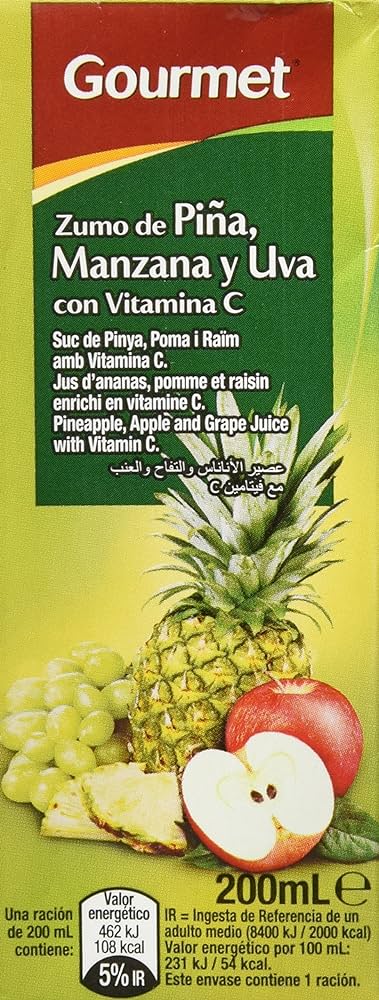 Gourmet®
Zumo de Piña,
Manzana y Uva
con Vitamina C
Suc de Pinya, Poma i Raïm
amb Vitamina C.
Jus d'ananas, pomme et raisin
enrichi en vitamine C.
Pineapple, Apple and Grape Juice
with Vitamin C.
عصير الأناناس والتفاح والعنب
مع فيتامين C
200mL ℮
Una ración
de 200 mL
contiene:
Valor
energético
462 kJ
108 kcal
5% IR
IR = Ingesta de Referencia de un
adulto medio (8400 kJ / 2000 kcal)
Valor energético por 100 mL:
231 kJ / 54 kcal.
Este envase contiene 1 ración.